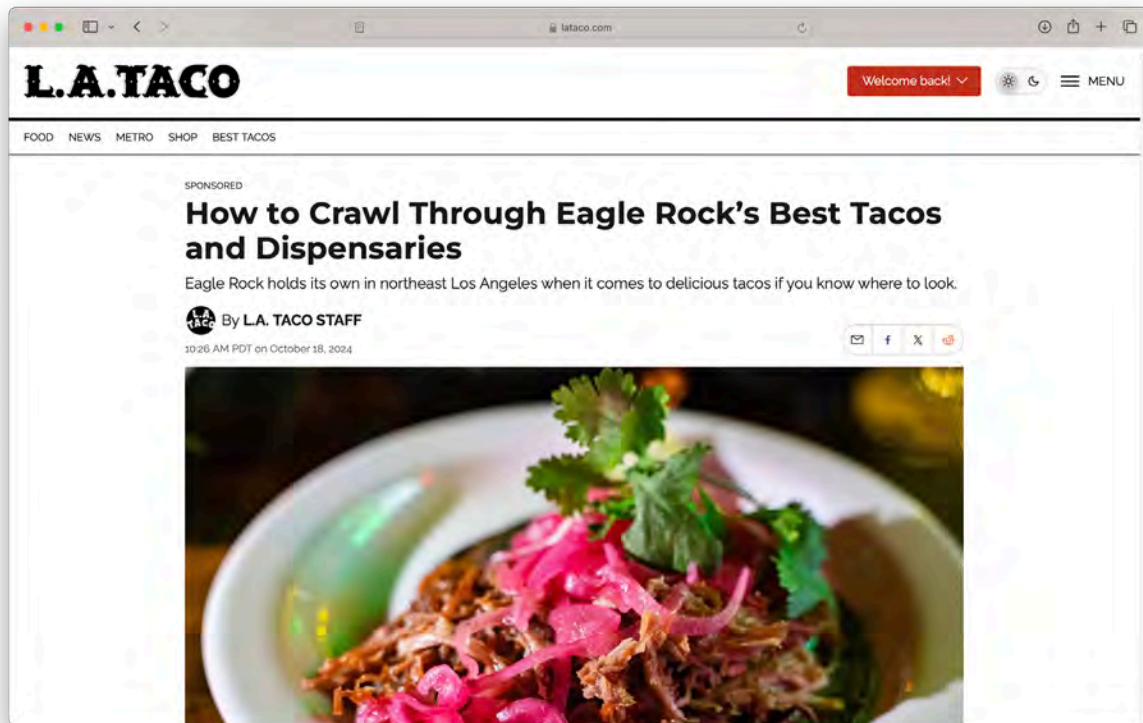 lataco.com
L.A.TACO
Welcome back!
MENU
FOOD NEWS METRO SHOP BEST TACOS
SPONSORED
How to Crawl Through Eagle Rock's Best Tacos
and Dispensaries
Eagle Rock holds its own in northeast Los Angeles when it comes to delicious tacos if you know where to look.
L.A.
TACO
By L.A. TACO STAFF
10:26 AM PDT on October 18, 2024